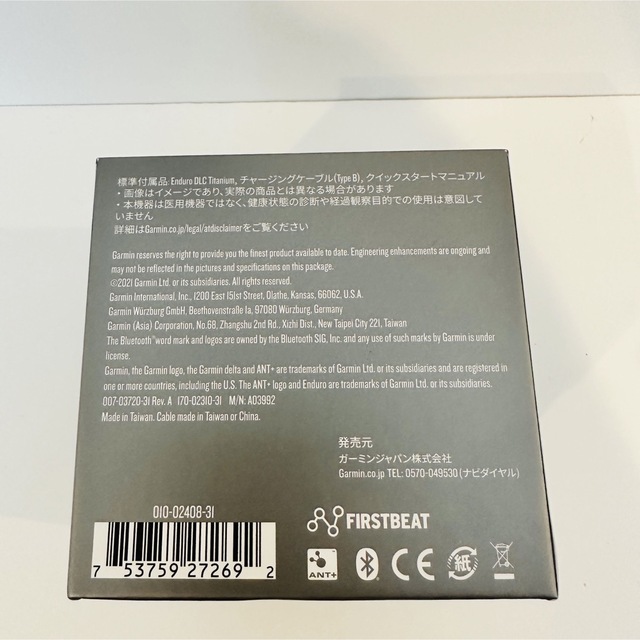 標準付属品: Enduro DLC Titanium, チャージングケーブル(Type B), クイックスタートマニュアル
・画像はイメージであり、実際の商品とは異なる場合があります
・本機器は医用機器ではなく、健康状態の診断や経過観察目的での使用は意図して
いません
詳細はGarmin.co.jp/legal/atdisclaimerをご覧ください
Garmin reserves the right to provide you the finest product available to date. Engineering enhancements are ongoing and
may not be reflected in the pictures and specifications on this package.
©2021 Garmin Ltd. or its subsidiaries. All rights reserved.
Garmin International, Inc., 1200 East 151st Street, Olathe, Kansas, 66062, U.S.A.
Garmin Würzburg GmbH, Beethovenstraße 1a, 97080 Würzburg, Germany
Garmin (Asia) Corporation, No.68, Zhangshu 2nd Rd., Xizhi Dist., New Taipei City 221, Taiwan
The Bluetooth® word mark and logos are owned by the Bluetooth SIG, Inc. and any use of such marks by Garmin is under
license.
Garmin, the Garmin logo, the Garmin delta and ANT+ are trademarks of Garmin Ltd. or its subsidiaries and are registered in
one or more countries, including the U.S. The ANT+ logo and Enduro are trademarks of Garmin Ltd. or its subsidiaries.
007-03720-31 Rev. A 170-02310-31 M/N: A03992
Made in Taiwan. Cable made in Taiwan or China.
発売元
ガーミンジャパン株式会社
Garmin.co.jp TEL: 0570-049530 (ナビダイヤル)
010-02408-31
7 53759 27269 2
FIRSTBEAT
ANT+
CE
紙